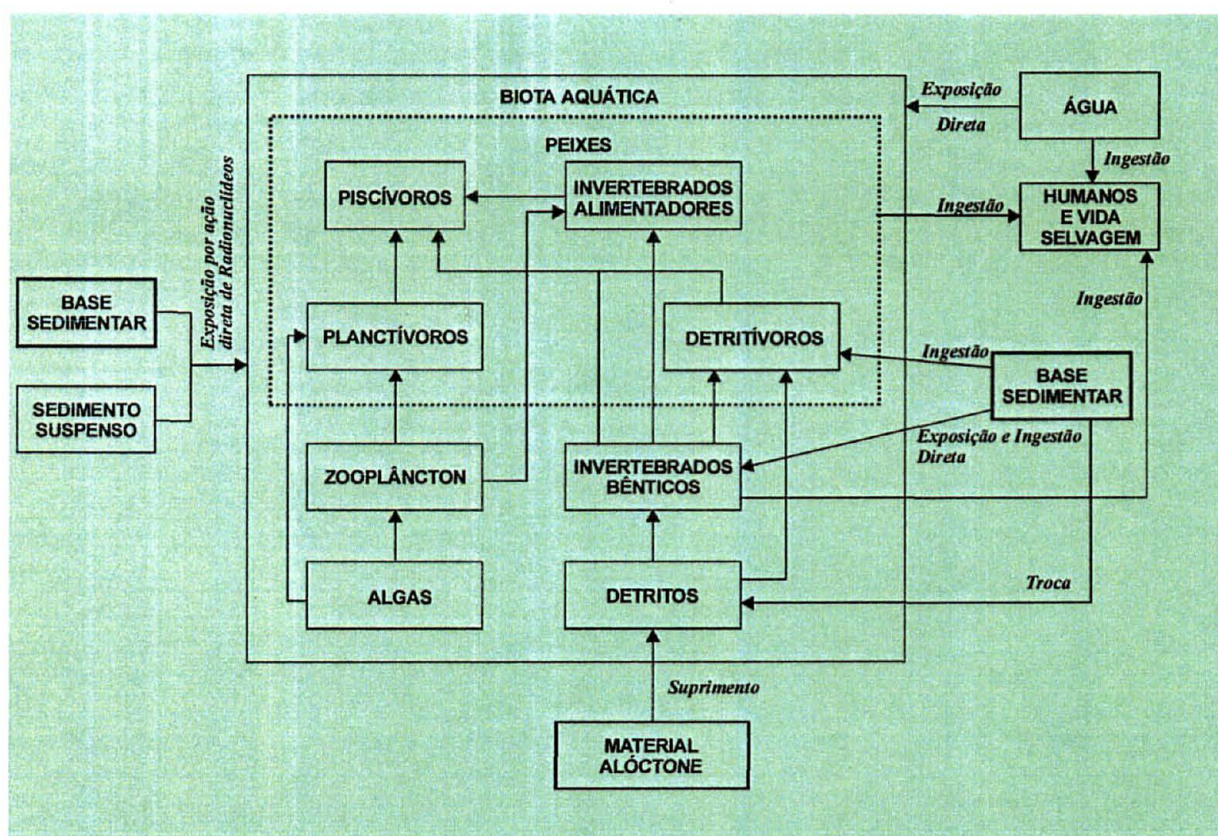 BIOTA AQUÁTICA
PEIXES
PISCÍVOROS
INVERTEBRADOS
ALIMENTADORES
PLANCTÍVOROS
DETRITÍVOROS
ZOOPLÂNCTON
INVERTEBRADOS
BÊNTICOS
ALGAS
DETRITOS
BASE
SEDIMENTAR
SEDIMENTO
SUSPENSO
Exposição por ação
direta de Radionuclídeos
Exposição
Direta
ÁGUA
Ingestão
Ingestão
HUMANOS
E VIDA
SELVAGEM
Ingestão
Ingestão
BASE
SEDIMENTAR
Exposição e Ingestão
Direta
Troca
Suprimento
MATERIAL
ALÓCTONE